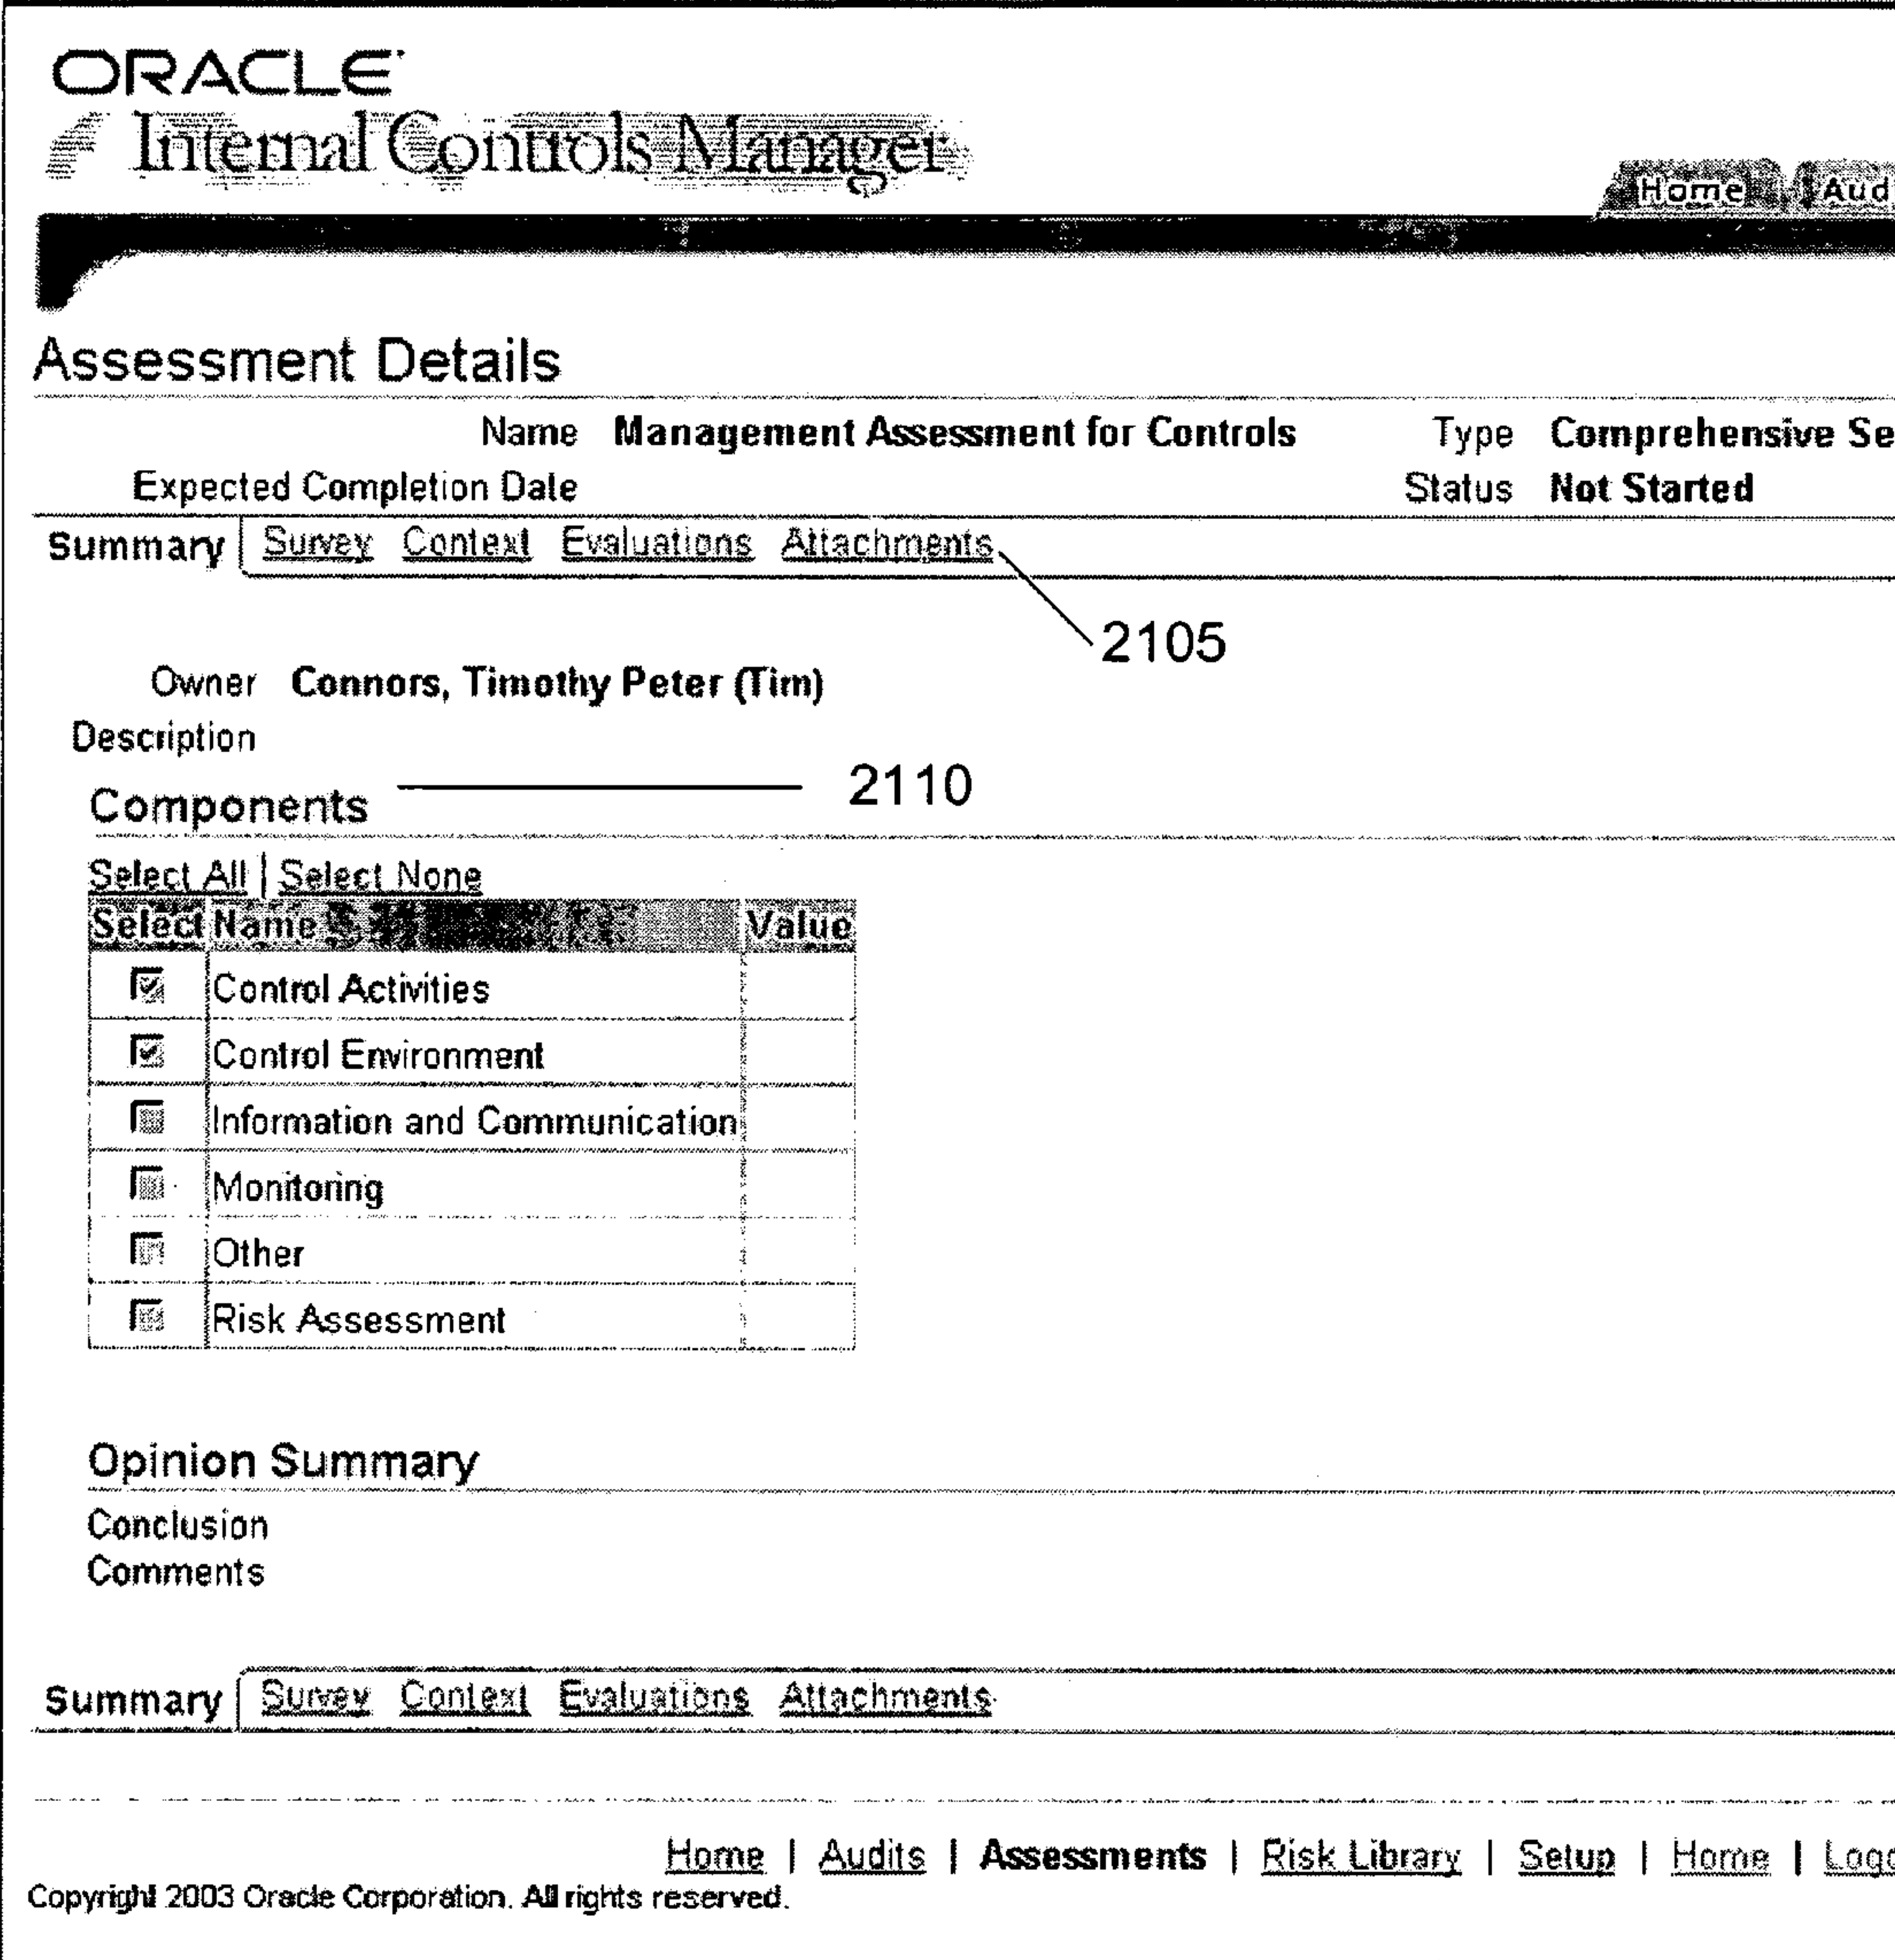 ORACLE
Internal Controls Manager
Home Aud
Assessment Details
Name Management Assessment for Controls Type Comprehensive Se
Expected Completion Date Status Not Started
Summary Survey Context Evaluations Attachments
2105
Owner Connors, Timothy Peter (Tim)
Description
2110
Components
Select All | Select None
Select Name Value
Control Activities
Control Environment
Information and Communication
Monitoring
Other
Risk Assessment
Opinion Summary
Conclusion
Comments
Summary Survey Context Evaluations Attachments
Home | Audits | Assessments | Risk Library | Setup | Home | Logo
Copyright 2003 Oracle Corporation. All rights reserved.